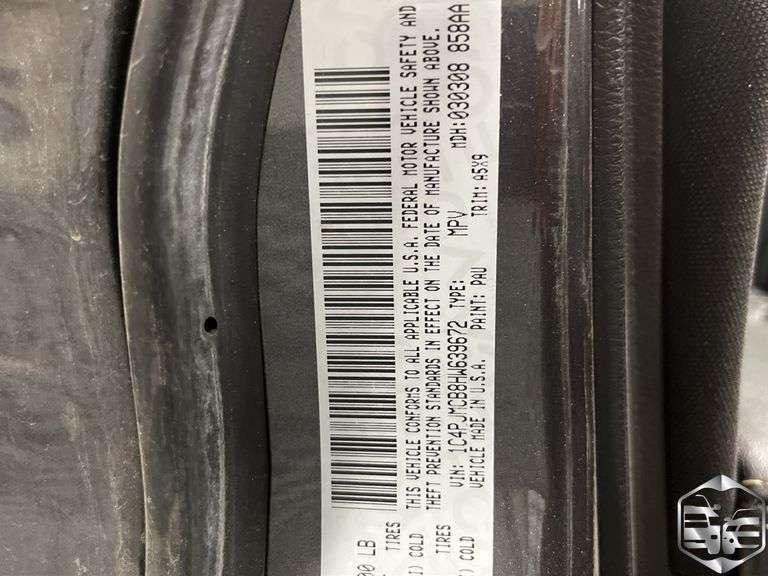 00 LB
TIRES
) COLD
THIS VEHICLE CONFORMS TO ALL APPLICABLE U.S.A. FEDERAL MOTOR VEHICLE SAFETY AND
THEFT PREVENTION STANDARDS IN EFFECT ON THE DATE OF MANUFACTURE SHOWN ABOVE.
TIRES
) COLD
VIN: 1C4PJMCB8HW639672 TYPE: MPV MDH:030308 858AA
VEHICLE MADE IN U.S.A. PAINT: PAU TRIM: A5X9